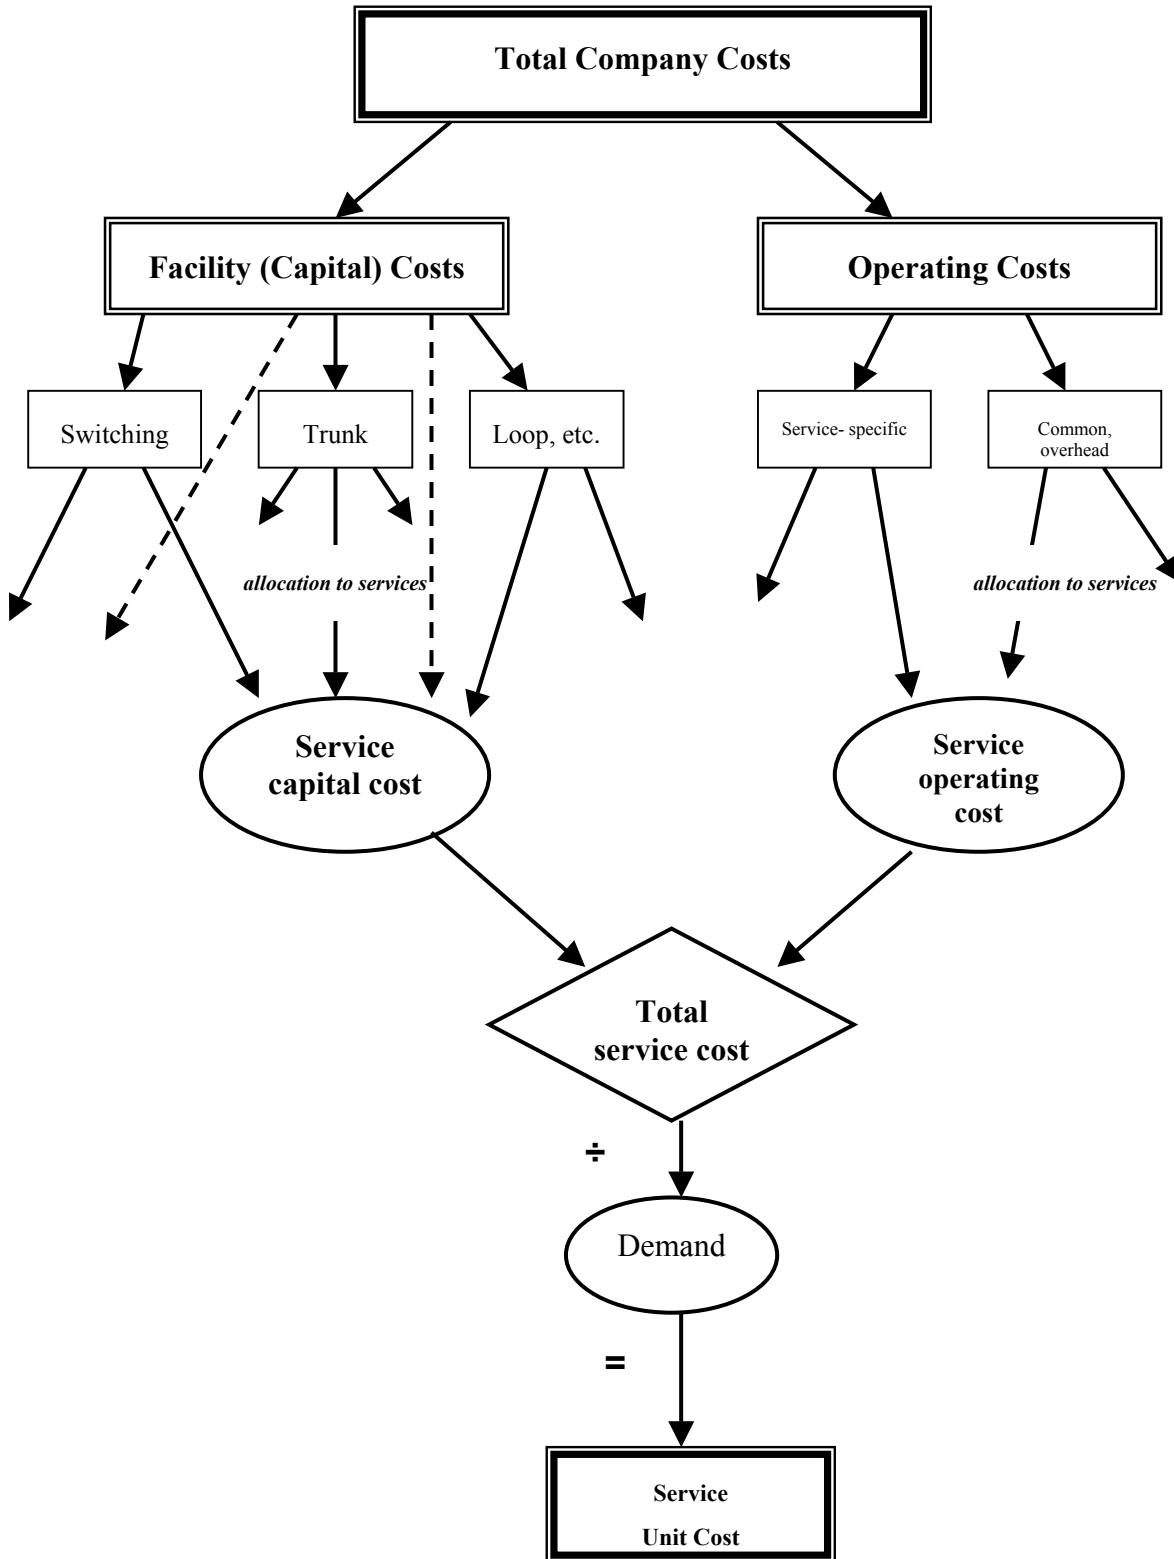 Total Company Costs
Facility (Capital) Costs
Operating Costs
Switching
Trunk
Loop, etc.
Service- specific
Common,
overhead
allocation to services
allocation to services
Service
capital cost
Service
operating
cost
Total
service cost
÷
Demand
=
Service
Unit Cost